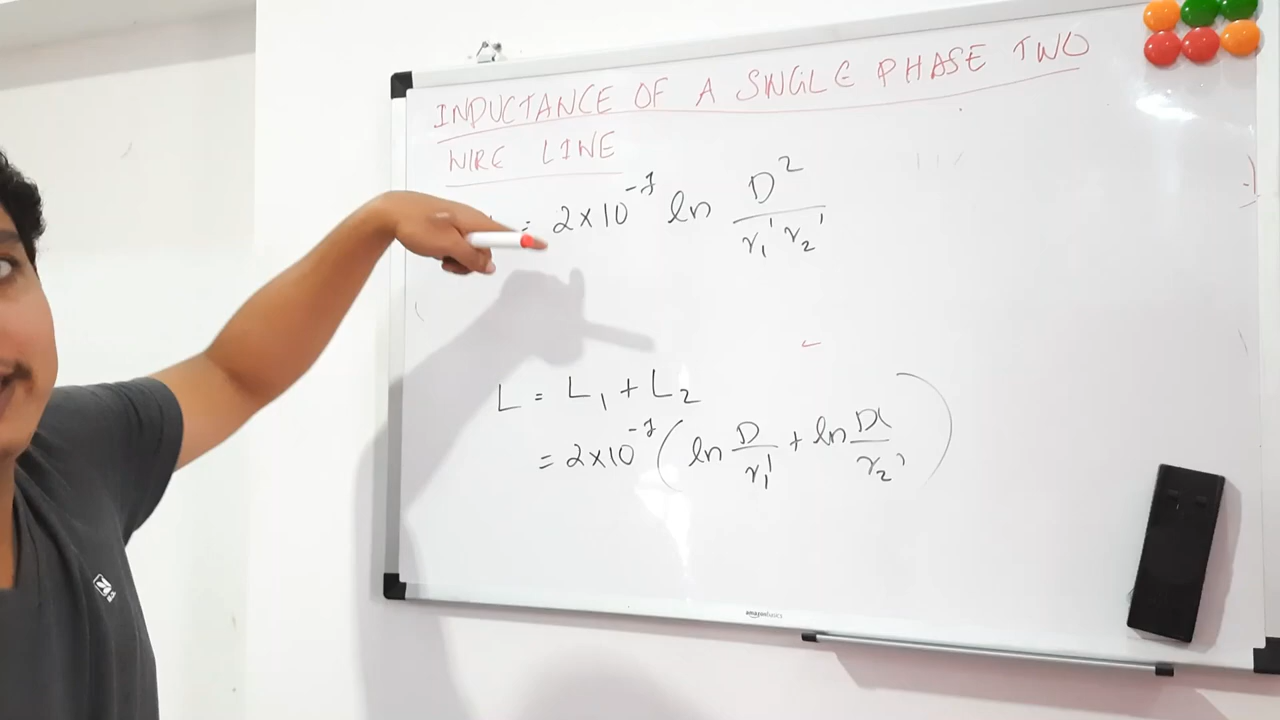 INDUCTANCE OF A SINGLE PHASE TWO
WIRE LINE
= 2×10⁻⁷ ln D² / r₁' r₂'
L = L₁ + L₂
= 2×10⁻⁷ ( ln D / r₁' + ln D / r₂' )
amazonbasics